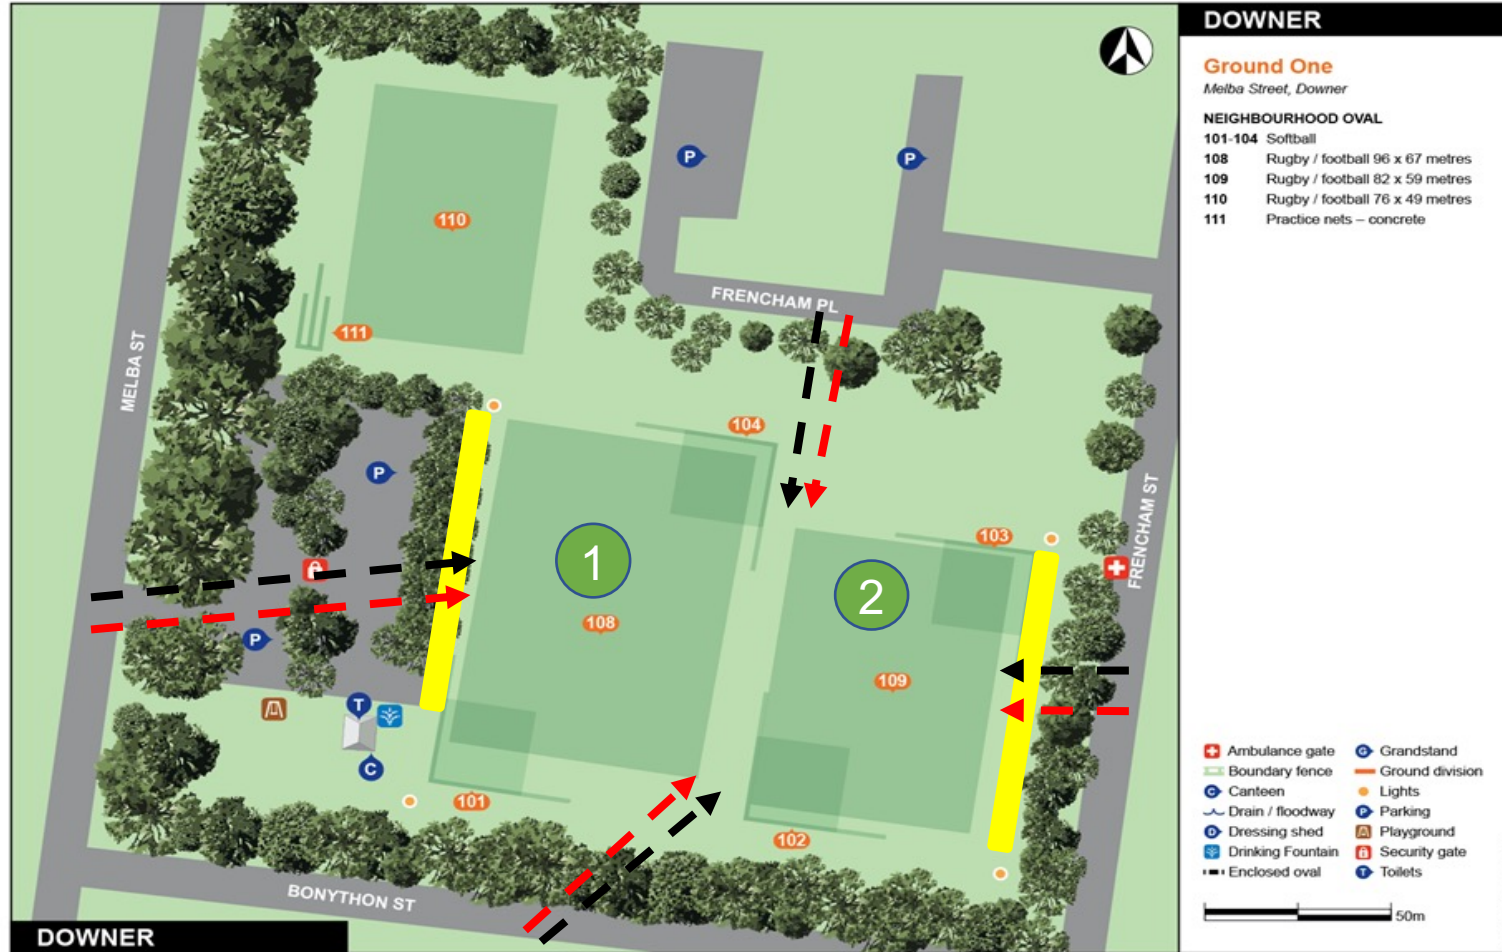 DOWNER
Ground One
Melba Street, Downer
NEIGHBOURHOOD OVAL
101-104 Softball
108 Rugby / football 96 x 67 metres
109 Rugby / football 82 x 59 metres
110 Rugby / football 76 x 49 metres
111 Practice nets – concrete
P
P
110
FRENCHAM PL
111
MELBA ST
104
P
103
FRENCHAM ST
1
2
108
P
109
T
C
101
102
BONYTHON ST
DOWNER
Ambulance gate
G Grandstand
Boundary fence
Ground division
C Canteen
Lights
Drain / floodway
P Parking
D Dressing shed
Playground
Drinking Fountain
Security gate
Enclosed oval
T Toilets
50m